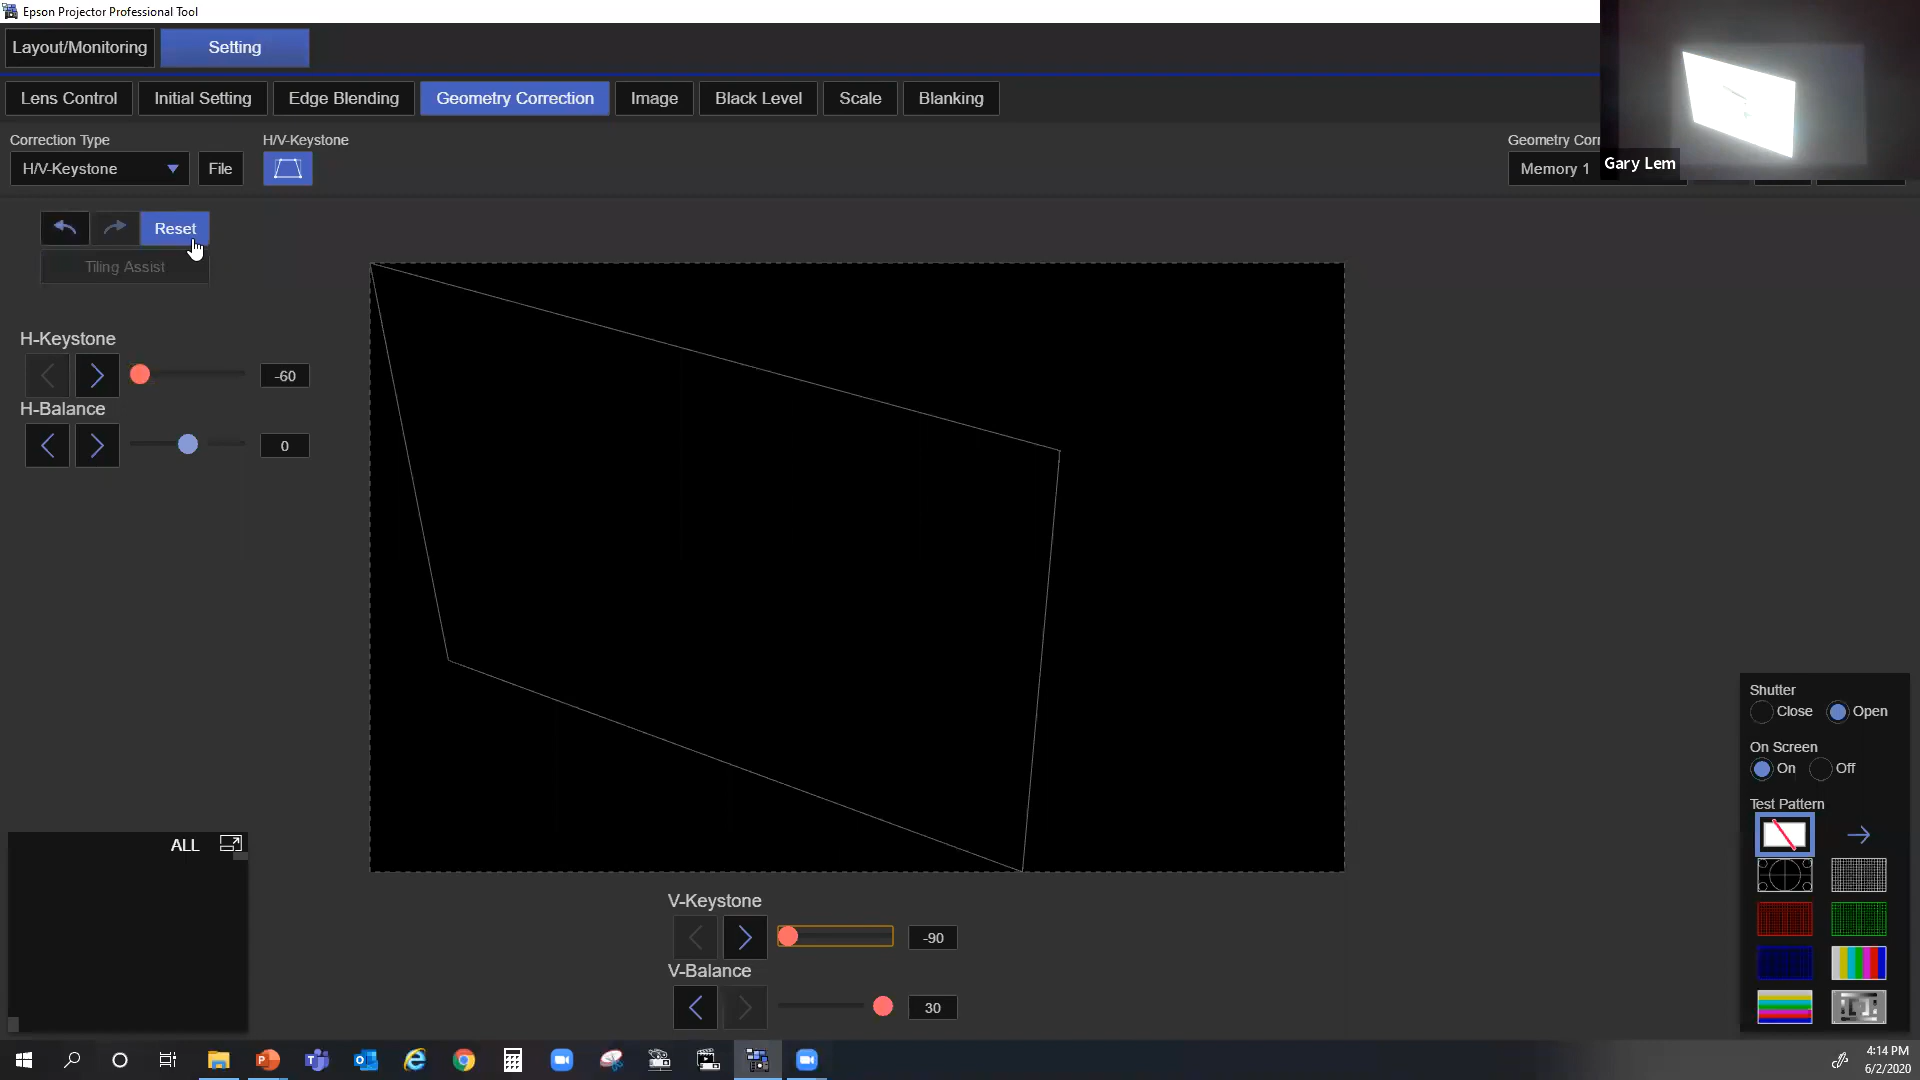 Epson Projector Professional Tool
Layout/Monitoring
Setting
Lens Control
Initial Setting
Edge Blending
Geometry Correction
Image
Black Level
Scale
Blanking
Correction Type
H/V-Keystone
Geometry Corr
H/V-Keystone
File
Memory 1
Gary Lem
Reset
Tiling Assist
H-Keystone
-60
H-Balance
0
Shutter
Close
Open
On Screen
On
Off
Test Pattern
ALL
V-Keystone
-90
V-Balance
30
4:14 PM
6/2/2020